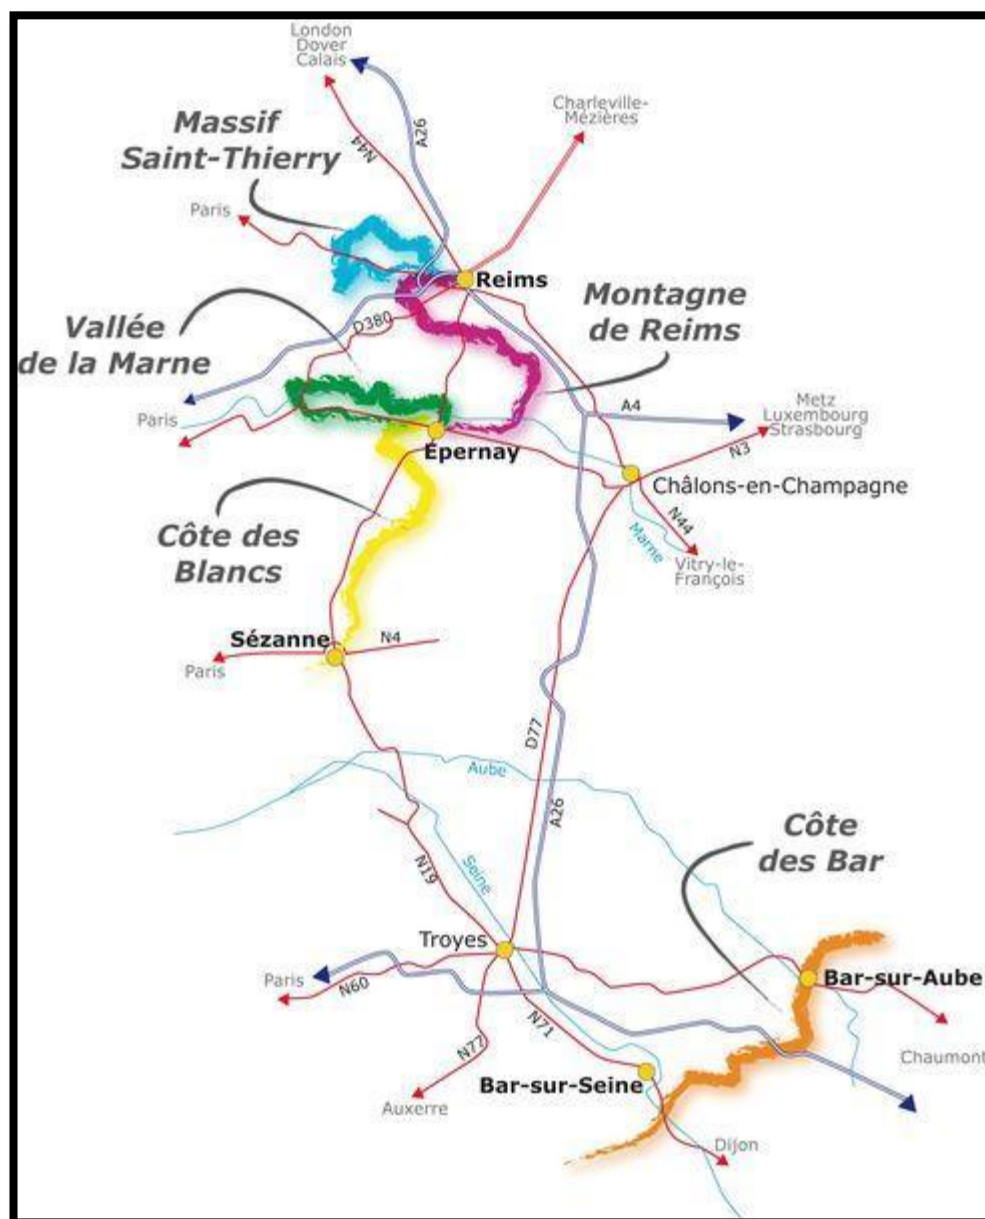 London
Dover
Calais
Charleville-
Mézières
A26
N44
Massif
Saint-Thierry
Paris
Reims
Montagne
de Reims
Vallée
de la Marne
D380
Paris
A4
Metz
Luxembourg
Strasbourg
N3
Épernay
Châlons-en-Champagne
N44
Marne
Vitry-le-
François
Côte des
Blancs
Sézanne
N4
Paris
D77
Aube
A26
Côte
des Bar
Seine
N19
Troyes
Paris
N60
Bar-sur-Aube
N71
N77
Chaumont
Bar-sur-Seine
Auxerre
Dijon